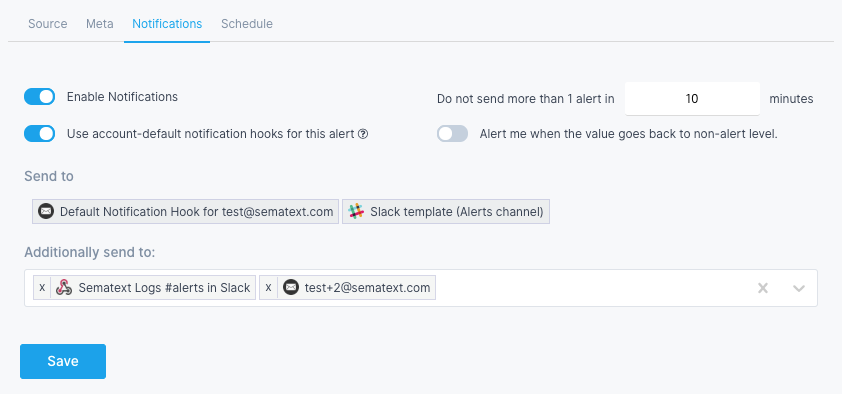 Source Meta Notifications Schedule
Enable Notifications
Do not send more than 1 alert in 10 minutes
Use account-default notification hooks for this alert ?
Alert me when the value goes back to non-alert level.
Send to
Default Notification Hook for test@sematext.com Slack template (Alerts channel)
Additionally send to:
x Sematext Logs #alerts in Slack x test+2@sematext.com
Save